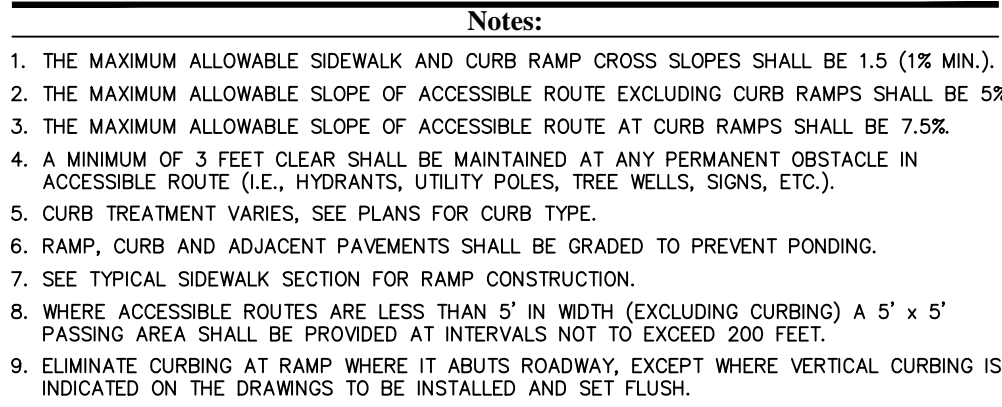 Notes:
1. THE MAXIMUM ALLOWABLE SIDEWALK AND CURB RAMP CROSS SLOPES SHALL BE 1.5 (1% MIN.).
2. THE MAXIMUM ALLOWABLE SLOPE OF ACCESSIBLE ROUTE EXCLUDING CURB RAMPS SHALL BE 5%
3. THE MAXIMUM ALLOWABLE SLOPE OF ACCESSIBLE ROUTE AT CURB RAMPS SHALL BE 7.5%.
4. A MINIMUM OF 3 FEET CLEAR SHALL BE MAINTAINED AT ANY PERMANENT OBSTACLE IN
ACCESSIBLE ROUTE (I.E., HYDRANTS, UTILITY POLES, TREE WELLS, SIGNS, ETC.).
5. CURB TREATMENT VARIES, SEE PLANS FOR CURB TYPE.
6. RAMP, CURB AND ADJACENT PAVEMENTS SHALL BE GRADED TO PREVENT PONDING.
7. SEE TYPICAL SIDEWALK SECTION FOR RAMP CONSTRUCTION.
8. WHERE ACCESSIBLE ROUTES ARE LESS THAN 5' IN WIDTH (EXCLUDING CURBING) A 5' x 5'
PASSING AREA SHALL BE PROVIDED AT INTERVALS NOT TO EXCEED 200 FEET.
9. ELIMINATE CURBING AT RAMP WHERE IT ABUTS ROADWAY, EXCEPT WHERE VERTICAL CURBING IS
INDICATED ON THE DRAWINGS TO BE INSTALLED AND SET FLUSH.